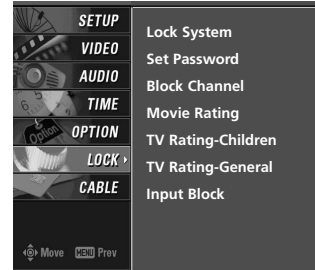 SETUP
VIDEO
AUDIO
TIME
OPTION
LOCK
CABLE
Move MENU Prev
Lock System
Set Password
Block Channel
Movie Rating
TV Rating-Children
TV Rating-General
Input Block